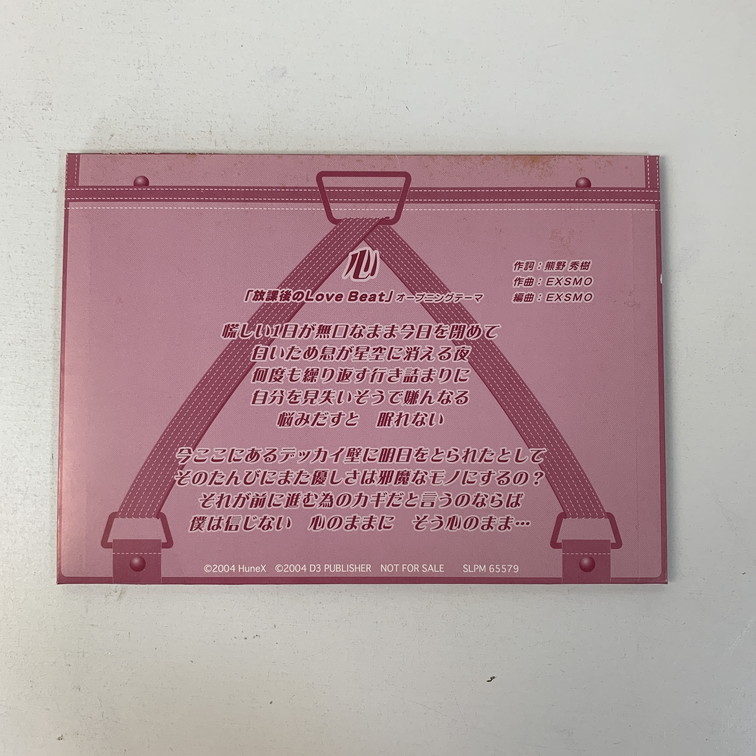 心
「放課後のLove Beat」オープニングテーマ
作詞：熊野 秀樹
作曲：EXSMO
編曲：EXSMO
慌しい1日が無口なまま今日を閉めて
白いため息が星空に消える夜
何度も繰り返す行き詰まりに
自分を見失いそうで嫌んなる
悩みだすと　眠れない
今ここにあるデッカイ壁に明日をとられたとして
そのたんびにまた優しさは邪魔なモノにするの？
それが前に進む為のカギだと言うのならば
僕は信じない　心のままに　そう心のまま…
©2004 HuneX　©2004 D3 PUBLISHER　NOT FOR SALE　SLPM 65579